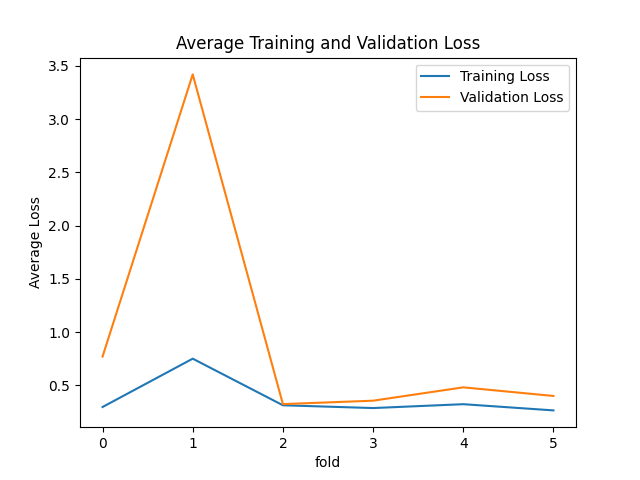 Average Training and Validation Loss
Training Loss
Validation Loss
Average Loss
3.5
3.0
2.5
2.0
1.5
1.0
0.5
0 1 2 3 4 5
fold